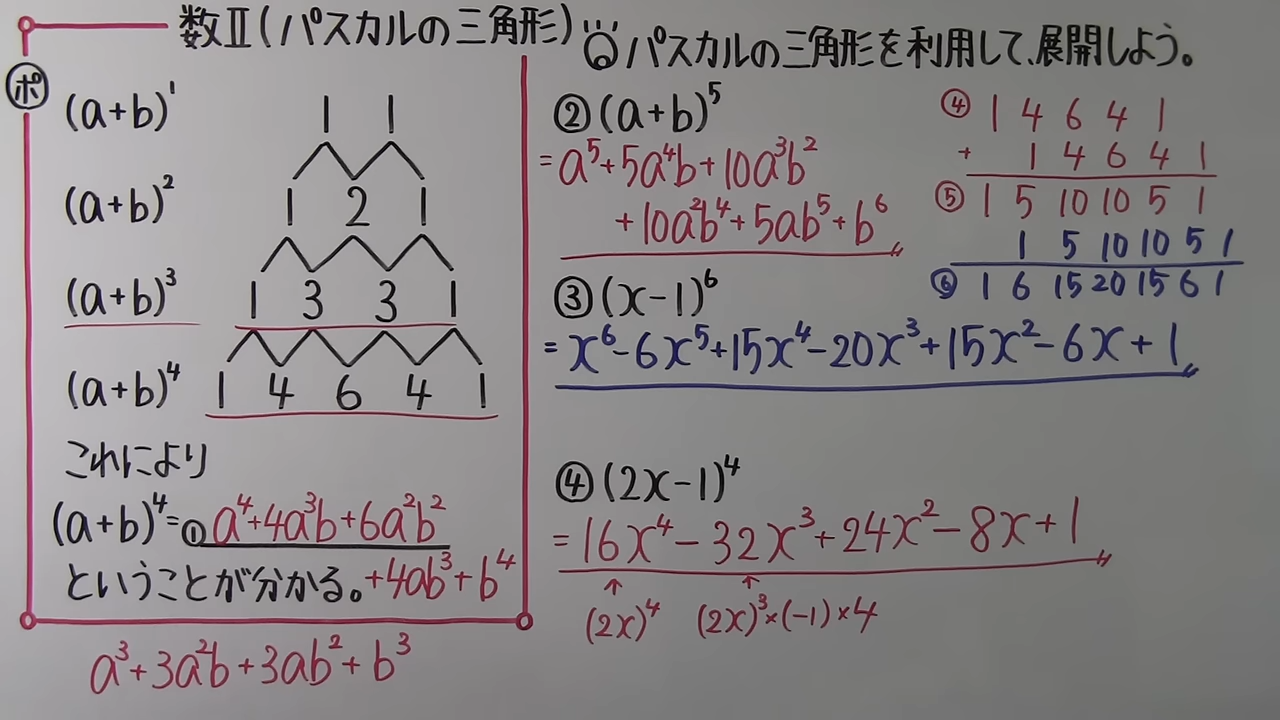 数Ⅱ(パスカルの三角形)
ポ
(a+b)¹ 1 1
(a+b)² 1 2 1
(a+b)³ 1 3 3 1
(a+b)⁴ 1 4 6 4 1
これにより
(a+b)⁴=①a⁴+4a³b+6a²b²
ということが分かる。+4ab³+b⁴
a³+3a²b+3ab²+b³
パスカルの三角形を利用して、展開しよう。
②(a+b)⁵
=a⁵+5a⁴b+10a³b²
+10a²b⁴+5ab⁵+b⁶
③(x-1)⁶
=x⁶-6x⁵+15x⁴-20x³+15x²-6x+1
④(2x-1)⁴
=16x⁴-32x³+24x²-8x+1
↑ ↑
(2x)⁴ (2x)³×(-1)×4
④ 1 4 6 4 1
+ 1 4 6 4 1
⑤ 1 5 10 10 5 1
1 5 10 10 5 1
⑥ 1 6 15 20 15 6 1